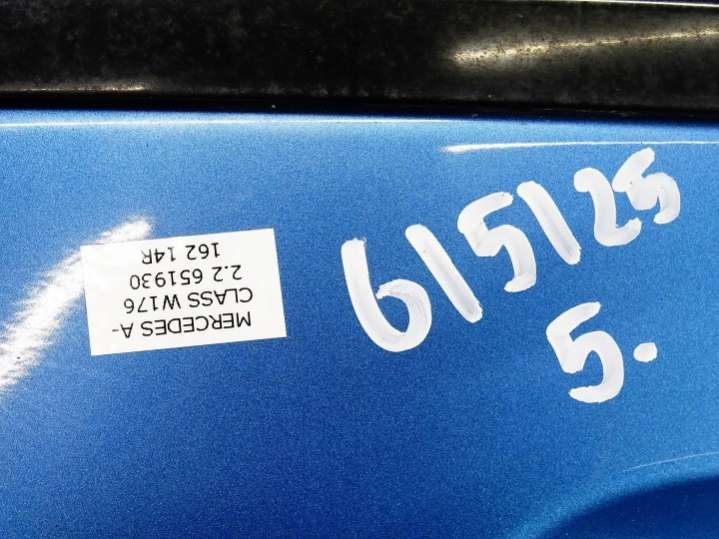 MERCEDES A-
CLASS W176
2.2 651930
162 14R
615125
5.